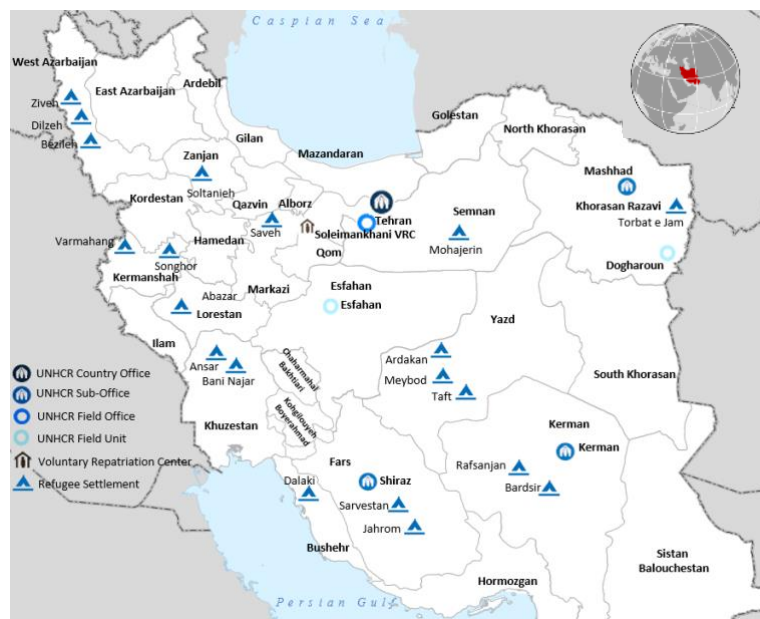 Caspian Sea
West Azarbaijan
East Azarbaijan
Ardebil
Ziveh
Dilzeh
Bezileh
Gilan
Golestan
North Khorasan
Zanjan
Mazandaran
Mashhad
Soltanieh
Khorasan Razavi
Kordestan
Qazvin
Alborz
Tehran
Semnan
Torbat e Jam
Saveh
Soleimankhani VRC
Varmahang
Hamedan
Mohajerin
Songhor
Qom
Dogharoun
Kermanshah
Markazi
Esfahan
Abazar
Esfahan
Lorestan
Yazd
Ilam
Ardakan
Chaharmahal
Bakhtiari
Ansar
Meybod
South Khorasan
Bani Najar
Taft
UNHCR Country Office
UNHCR Sub-Office
UNHCR Field Office
UNHCR Field Unit
Voluntary Repatriation Center
Refugee Settlement
Kohgilouyeh
Boyerahmad
Khuzestan
Kerman
Kerman
Fars
Rafsanjan
Dalaki
Shiraz
Bardsir
Sarvestan
Jahrom
Bushehr
Sistan
Balouchestan
Hormozgan
Persian Gulf